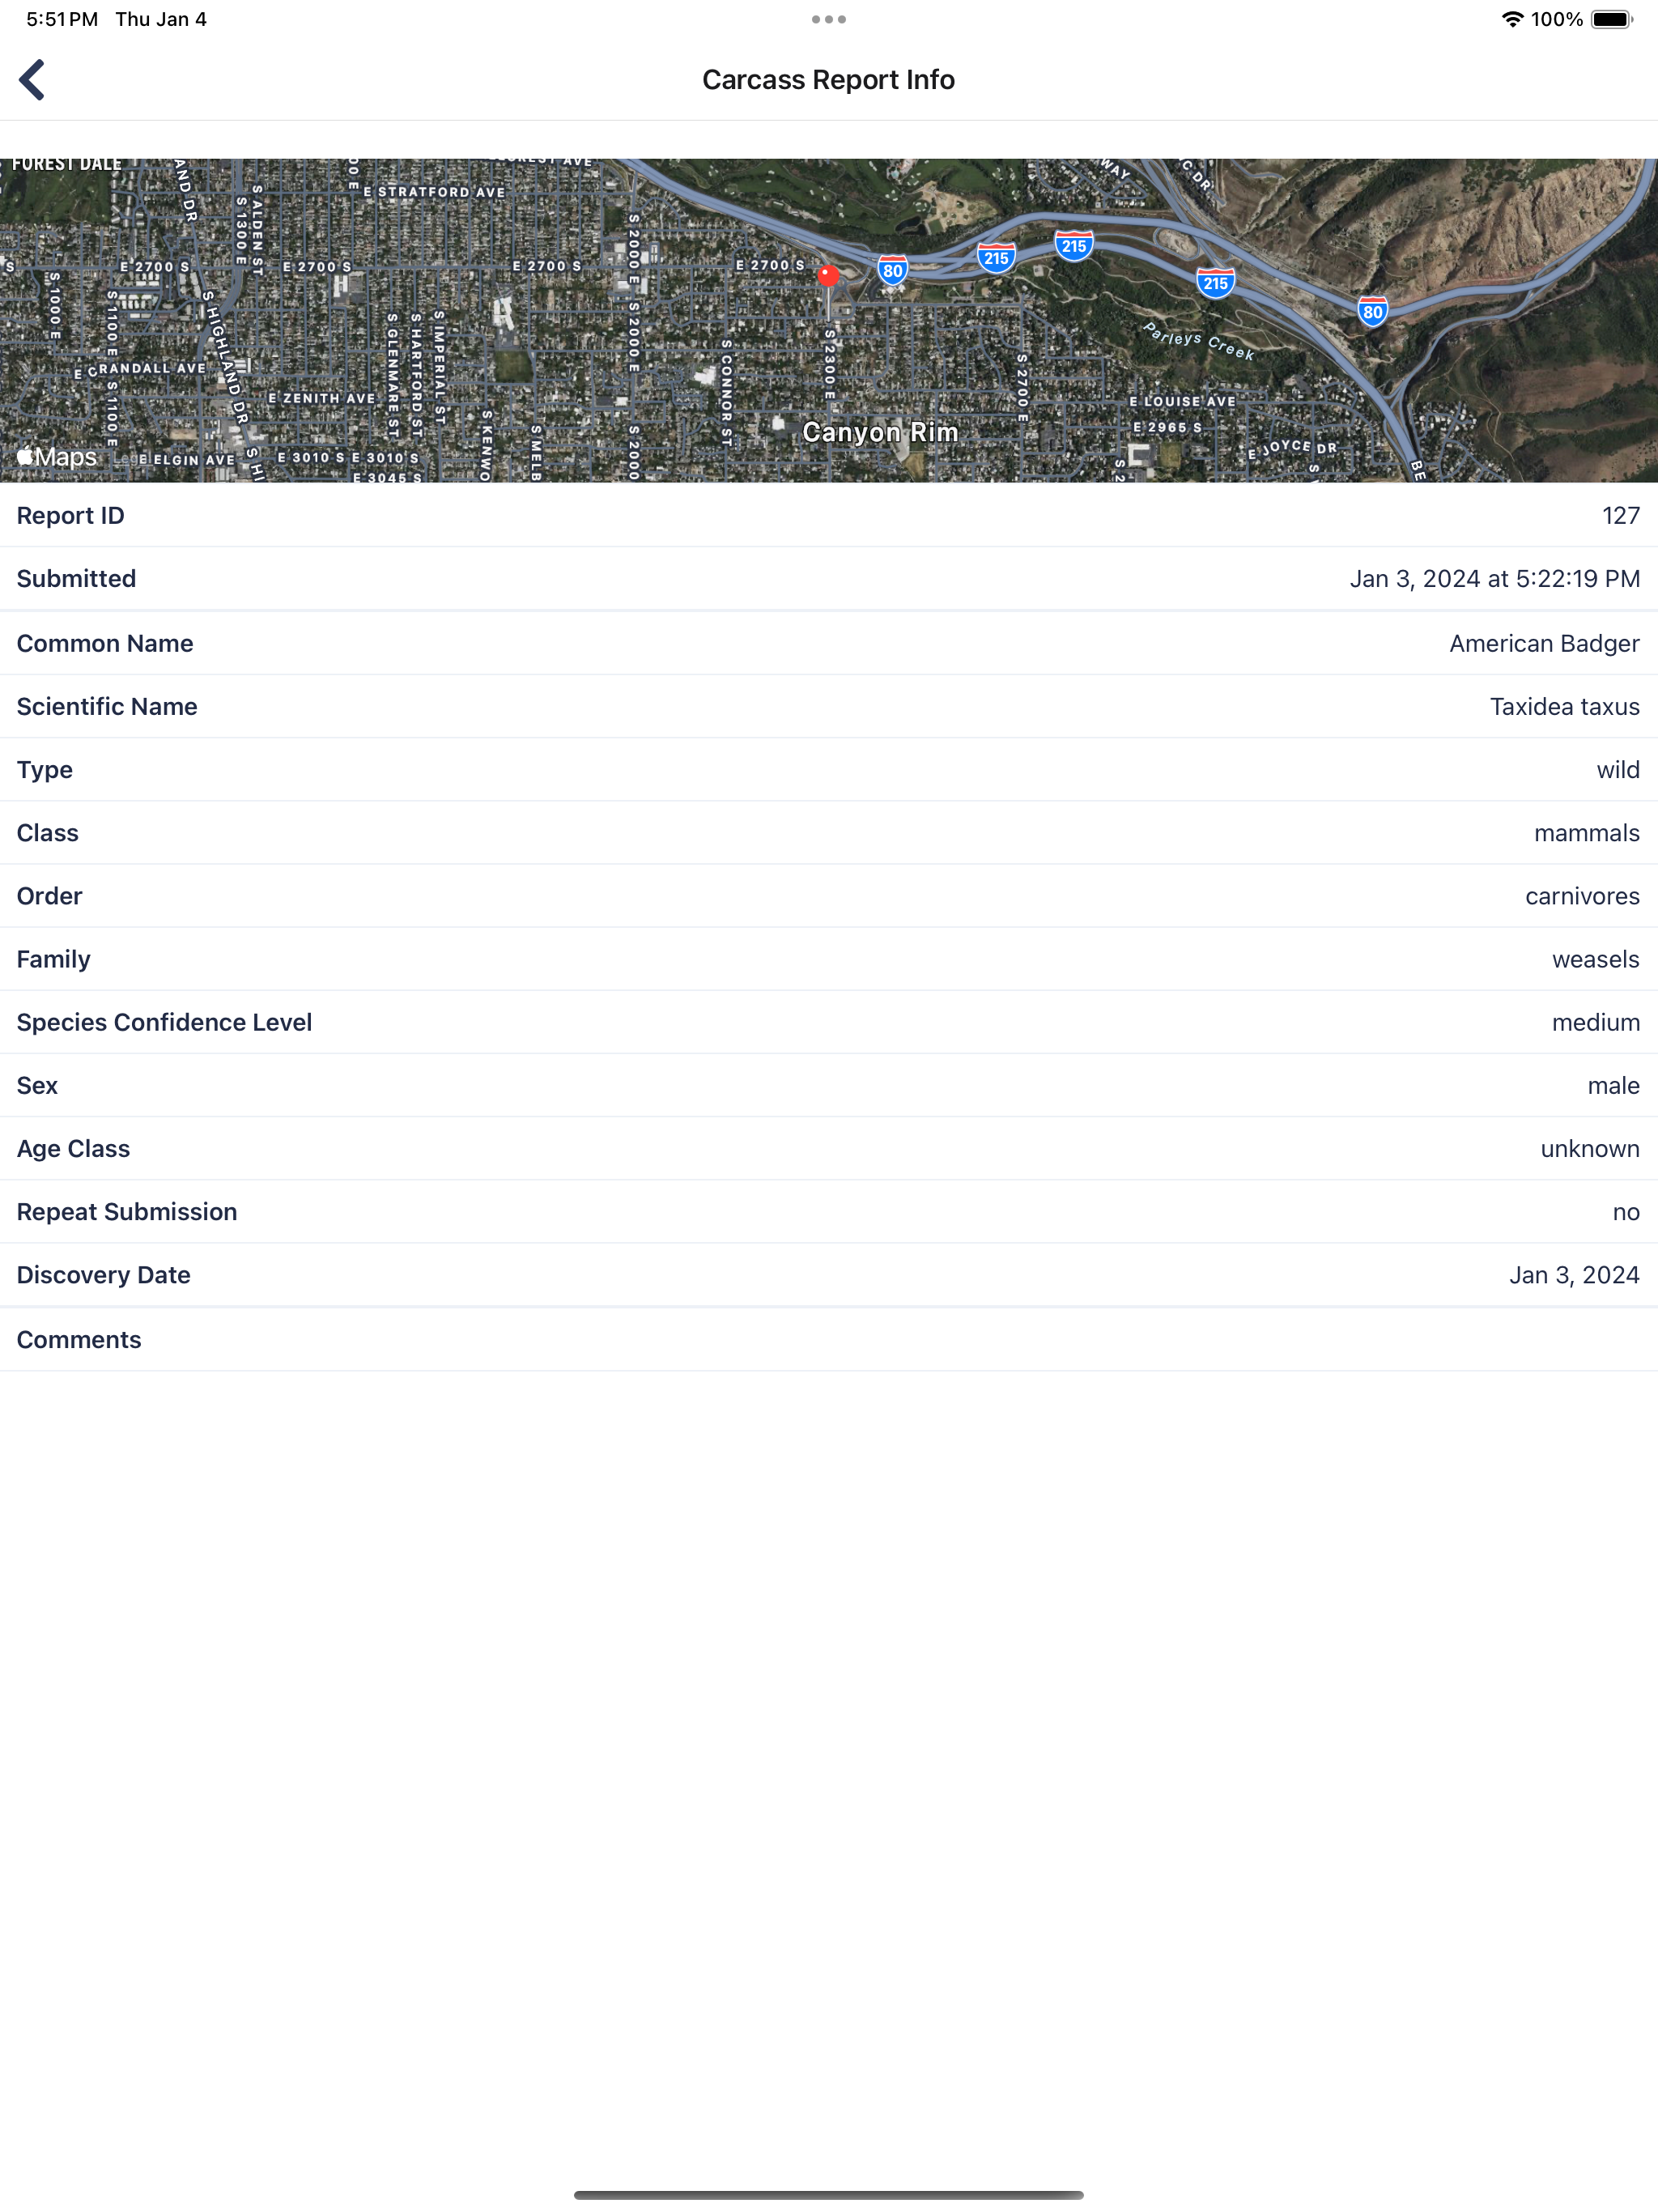 5:51 PM Thu Jan 4
100%
Carcass Report Info
FOREST DALE
E STRATFORD AVE
S ALDEN ST
S 1300 E
S 2000 E
E 2700 S
E 2700 S
E 2700 S
E 2700 S
80
215
215
215
80
S 1000 E
S 1100 E
S HIGHLAND DR
S GLENMARE ST
S HARTFORD ST
S IMPERIAL ST
S 2000 E
S CONNOR ST
S 2300 E
S 2700 E
Parleys Creek
E CRANDALL AVE
E ZENITH AVE
S 1100 E
E LOUISE AVE
E 2965 S
E JOYCE DR
Canyon Rim
Maps
E ELGIN AVE
E 3010 S
E 3010 S
E 3045 S
S KENWO
S MELB
S 2000
Report ID 127
Submitted Jan 3, 2024 at 5:22:19 PM
Common Name American Badger
Scientific Name Taxidea taxus
Type wild
Class mammals
Order carnivores
Family weasels
Species Confidence Level medium
Sex male
Age Class unknown
Repeat Submission no
Discovery Date Jan 3, 2024
Comments